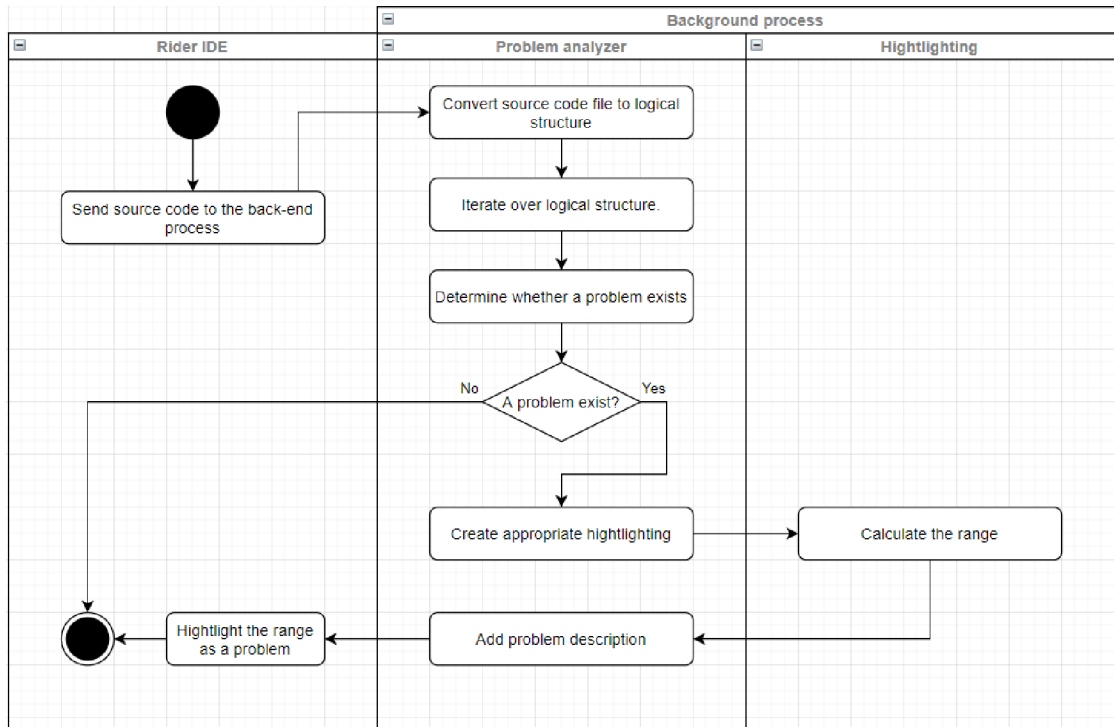 Background process
Rider IDE
Problem analyzer
Hightlighting
Convert source code file to logical
structure
Send source code to the back-end
process
Iterate over logical structure.
Determine whether a problem exists
No
A problem exist?
Yes
Create appropriate hightlighting
Calculate the range
Hightlight the range
as a problem
Add problem description